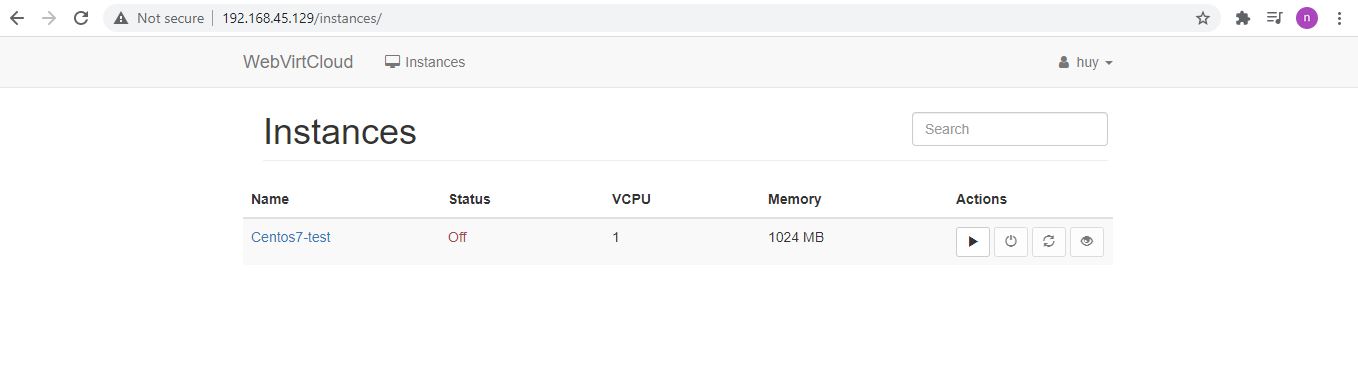 Not secure | 192.168.45.129/instances/
n
WebVirtCloud Instances huy
Instances
Search
Name Status VCPU Memory Actions
Centos7-test Off 1 1024 MB